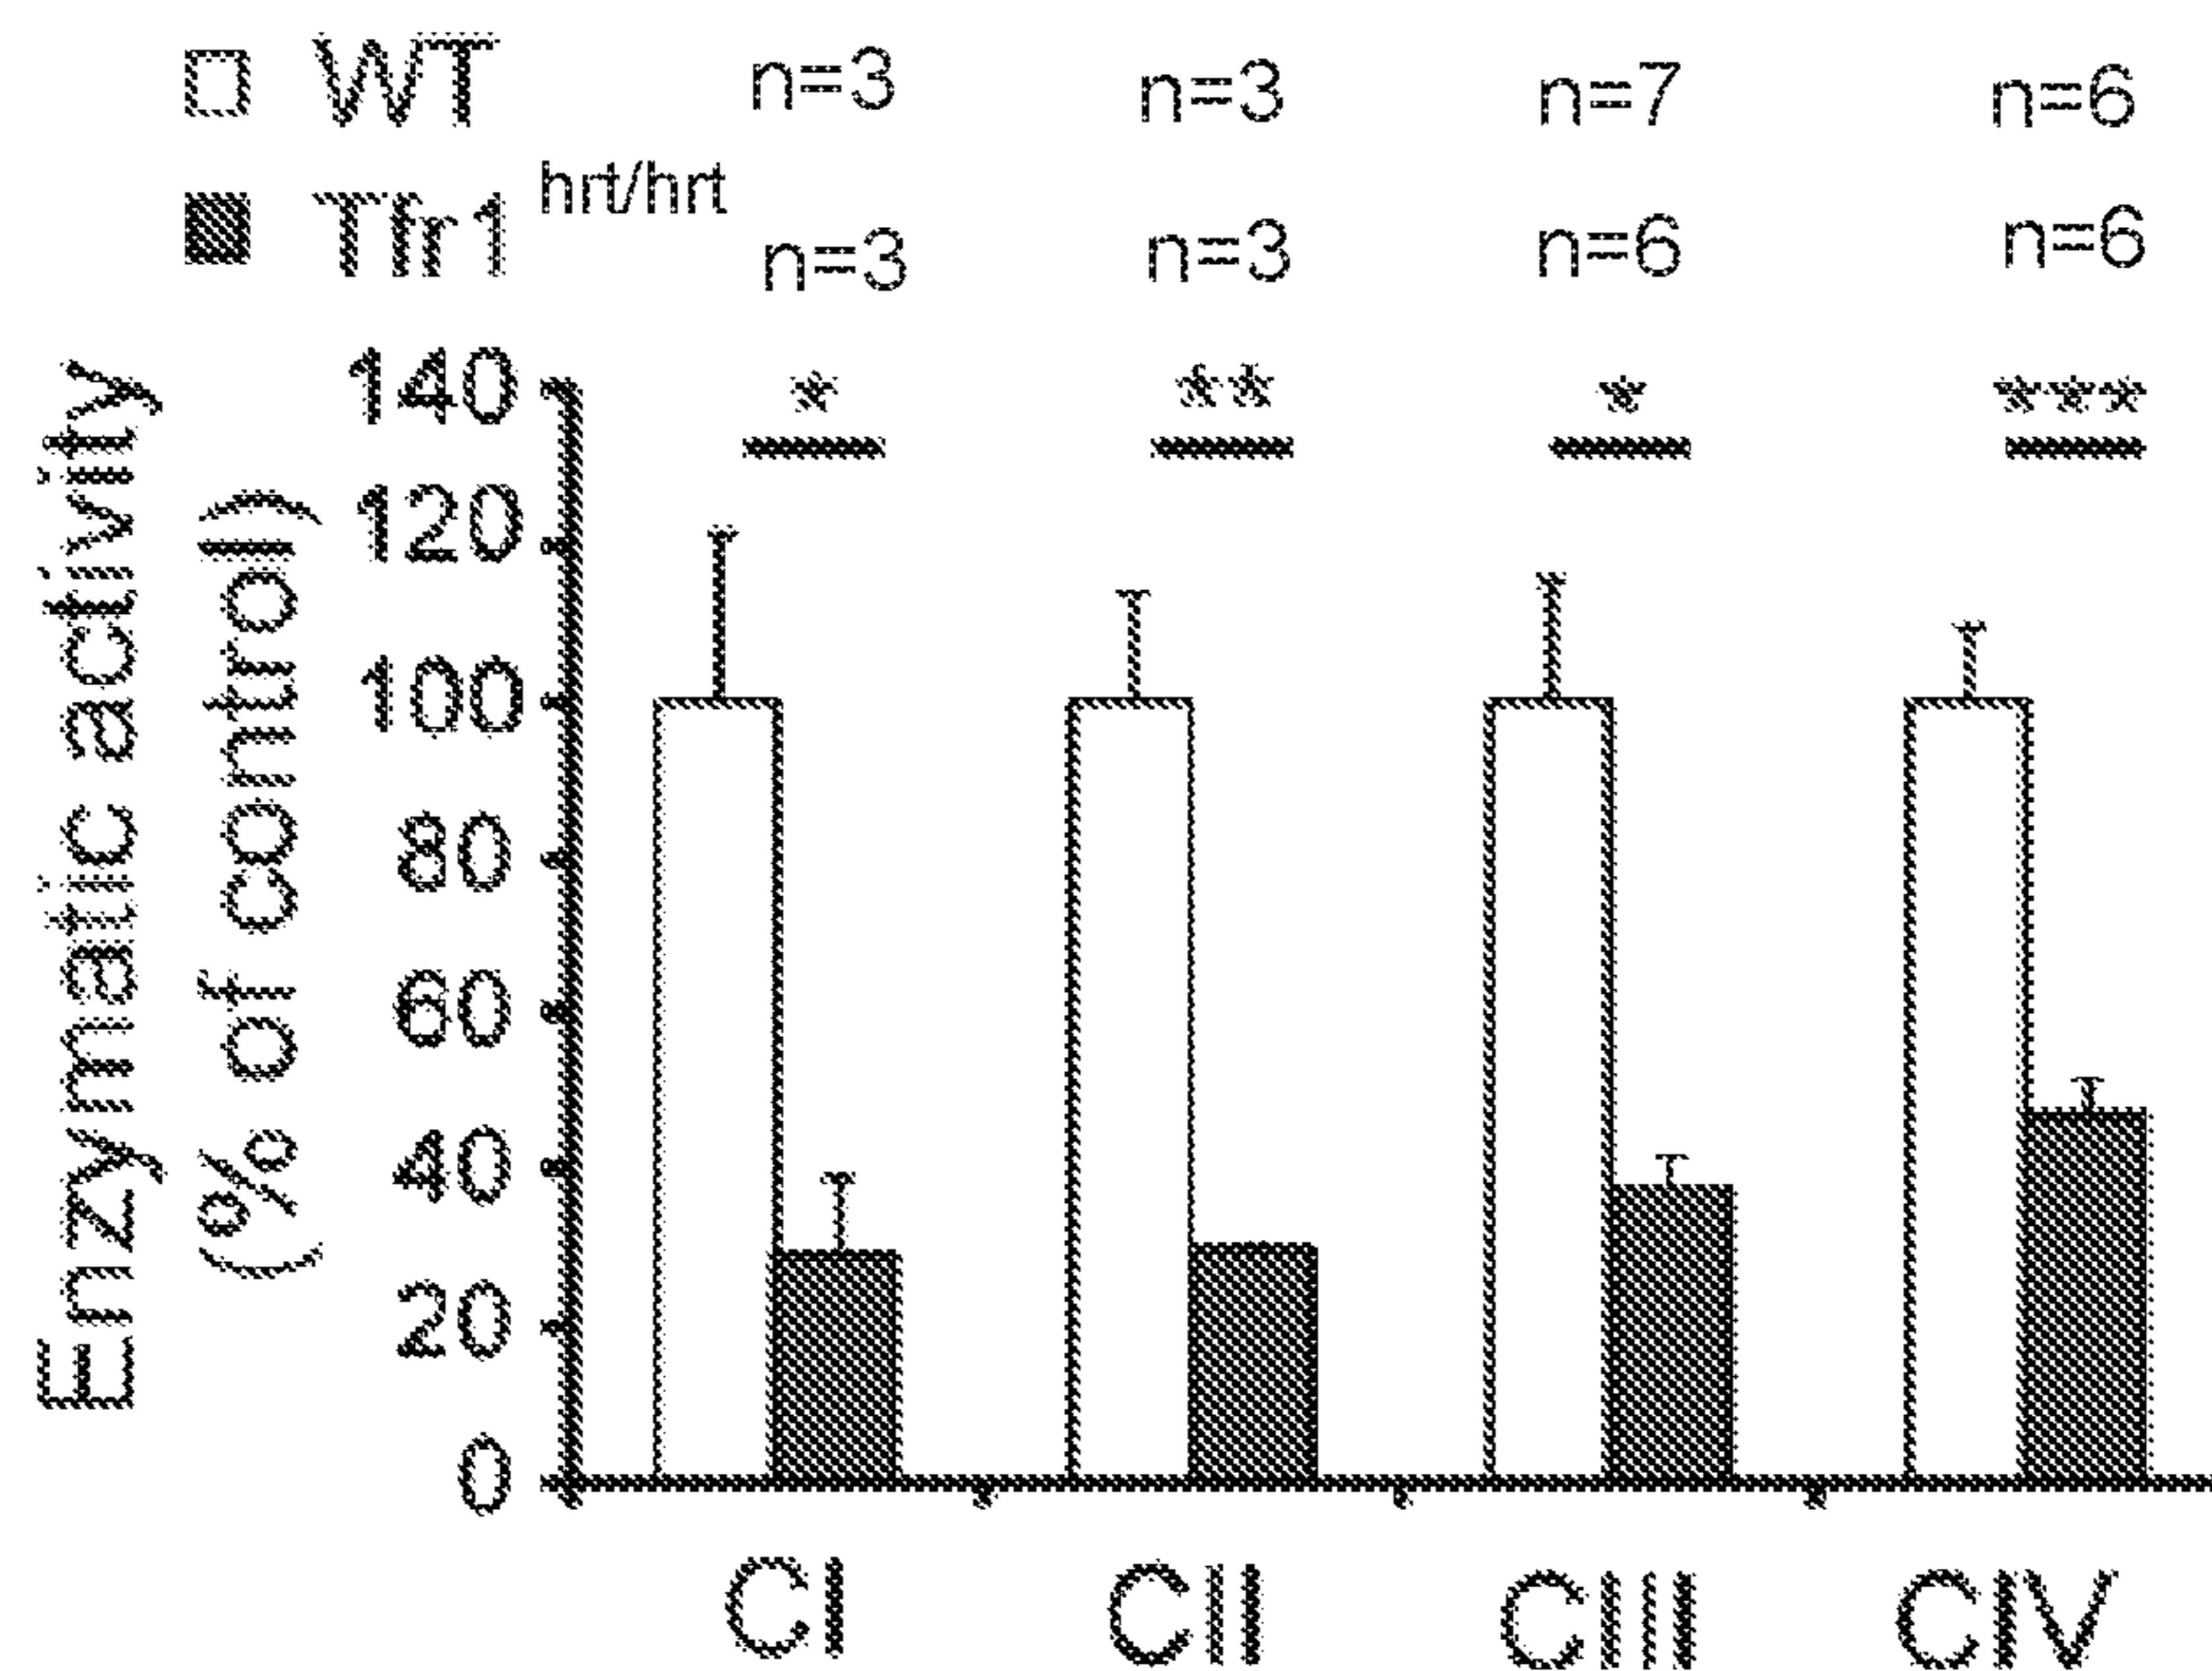 WT n=3 n=3 n=7 n=6
Tfr1 hrt/hrt n=3 n=3 n=6 n=6
Enzymatic activity
(% of control)
140
120
100
80
60
40
20
0
* ** * ***
CI CII CIII CIV